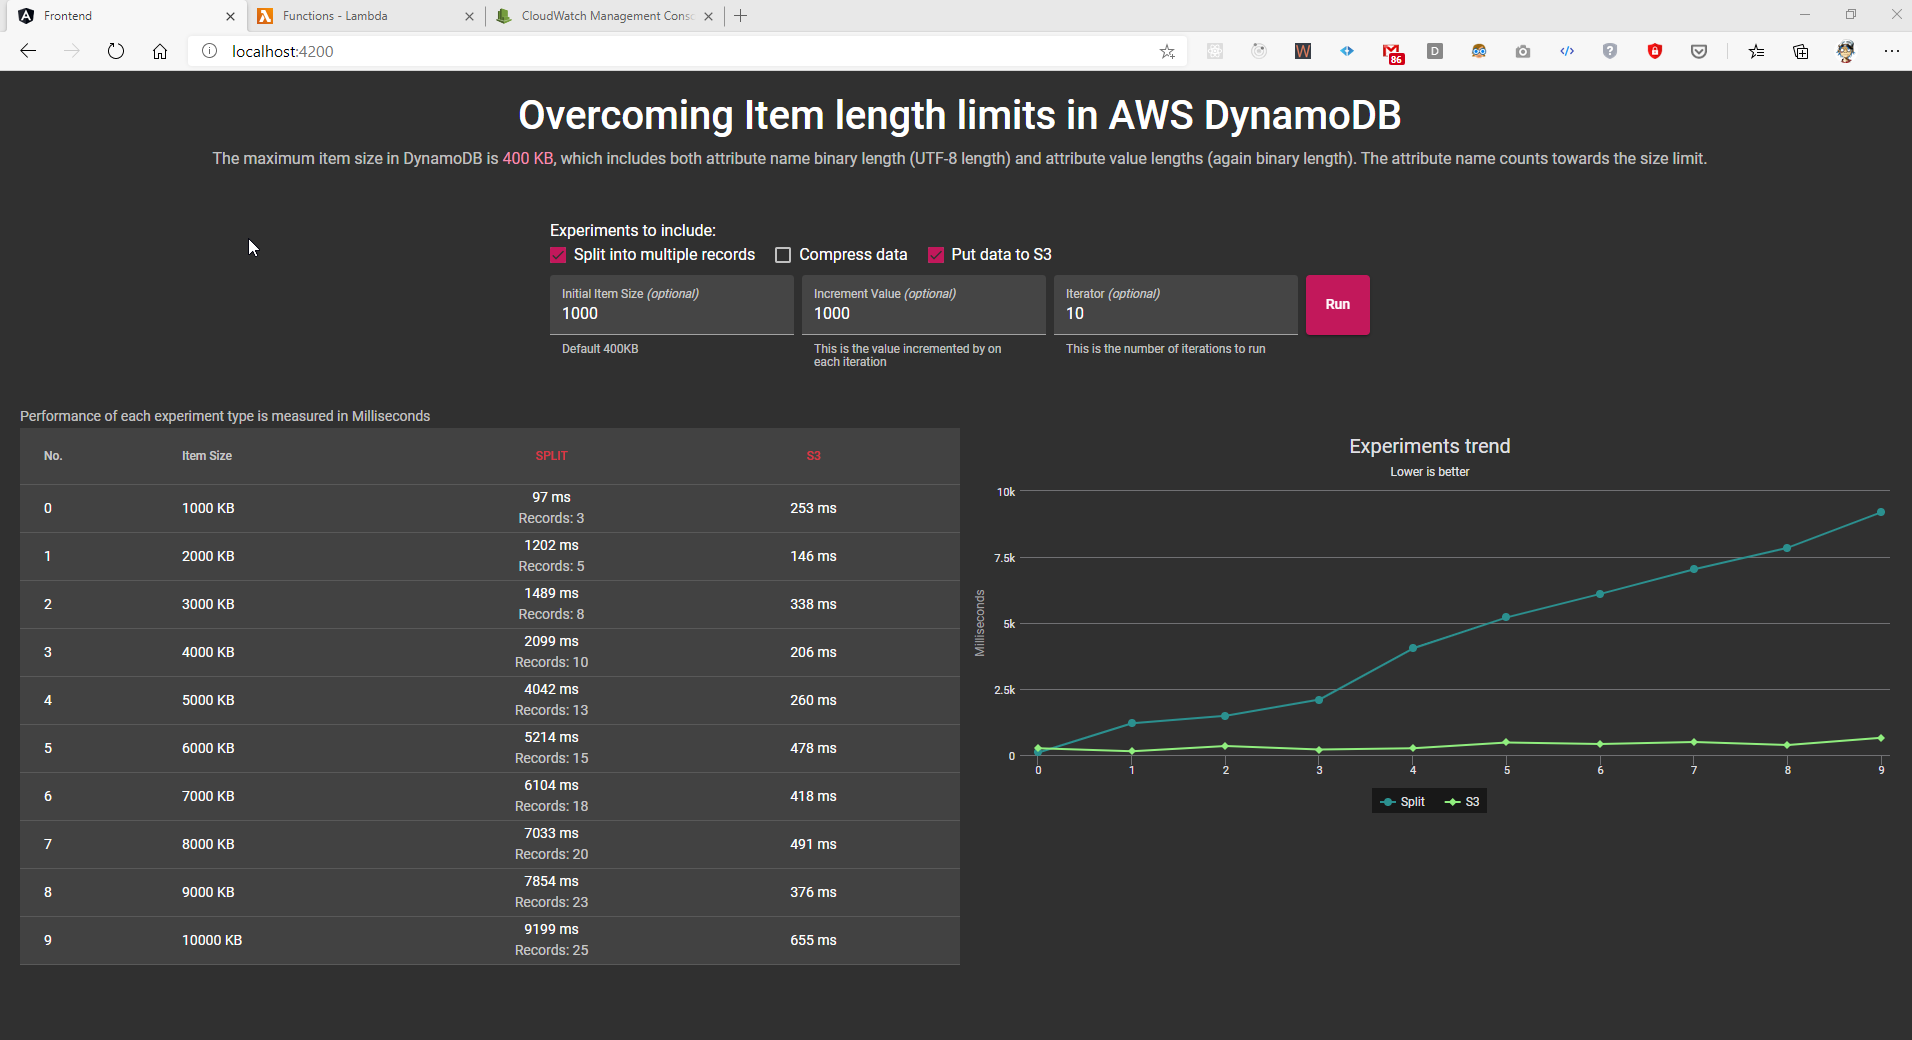 Frontend
Functions - Lambda
CloudWatch Management Cons
localhost:4200
86
Overcoming Item length limits in AWS DynamoDB
The maximum item size in DynamoDB is 400 KB, which includes both attribute name binary length (UTF-8 length) and attribute value lengths (again binary length). The attribute name counts towards the size limit.
Experiments to include:
Split into multiple records Compress data Put data to S3
Initial Item Size (optional)
1000
Default 400KB
Increment Value (optional)
1000
This is the value incremented by on
each iteration
Iterator (optional)
10
This is the number of iterations to run
Run
Performance of each experiment type is measured in Milliseconds
No. Item Size SPLIT S3
0 1000 KB 97 ms Records: 3 253 ms
1 2000 KB 1202 ms Records: 5 146 ms
2 3000 KB 1489 ms Records: 8 338 ms
3 4000 KB 2099 ms Records: 10 206 ms
4 5000 KB 4042 ms Records: 13 260 ms
5 6000 KB 5214 ms Records: 15 478 ms
6 7000 KB 6104 ms Records: 18 418 ms
7 8000 KB 7033 ms Records: 20 491 ms
8 9000 KB 7854 ms Records: 23 376 ms
9 10000 KB 9199 ms Records: 25 655 ms
Experiments trend
Lower is better
Milliseconds
10k
7.5k
5k
2.5k
0
0 1 2 3 4 5 6 7 8 9
Split S3